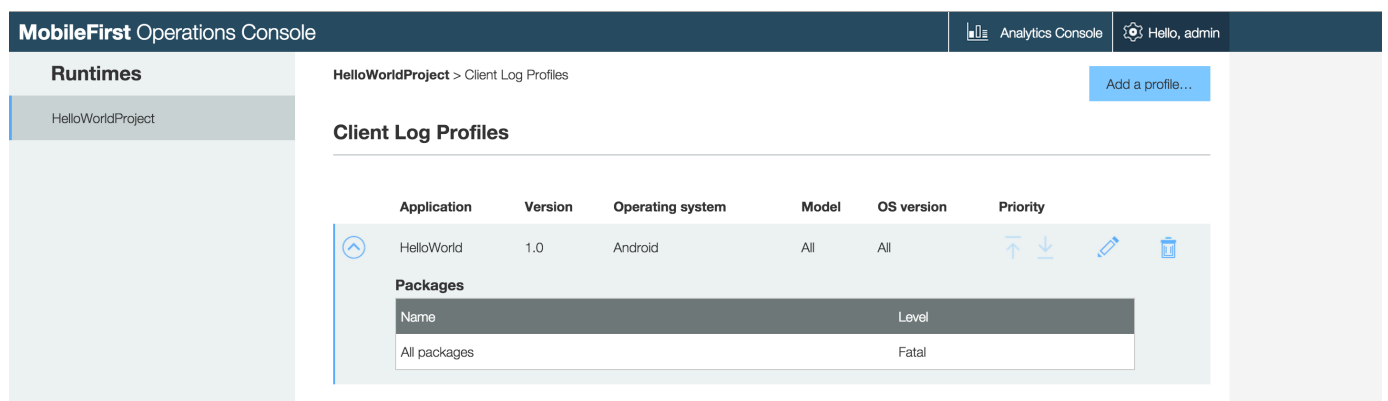 MobileFirst Operations Console
Analytics Console
Hello, admin
Runtimes
HelloWorldProject
HelloWorldProject > Client Log Profiles
Add a profile...
Client Log Profiles
Application Version Operating system Model OS version Priority
HelloWorld 1.0 Android All All
Packages
Name Level
All packages Fatal